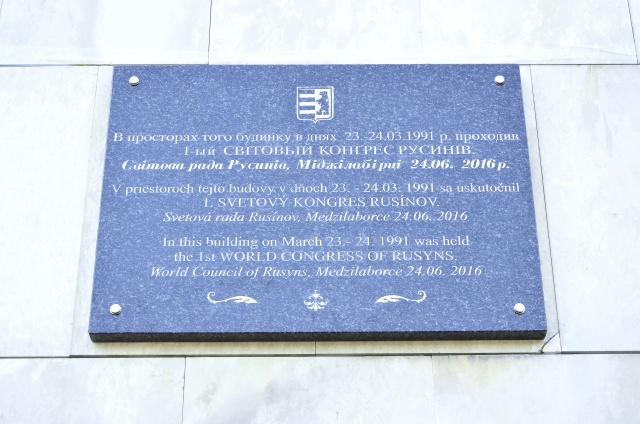 В просторах того будинку в днях 23.-24.03.1991 р. проходив
1-ый СВІТОВЫЙ КОНҐРЕС РУСИНІВ.
Світова рада Русинів, Міджілабірці 24.06. 2016 р.
V priestoroch tejto budovy, v dňoch 23. - 24.03. 1991 sa uskutočnil
I. SVETOVÝ KONGRES RUSÍNOV.
Svetová rada Rusínov, Medzilaborce 24.06. 2016
In this building on March 23.- 24. 1991 was held
the 1st WORLD CONGRESS OF RUSYNS.
World Council of Rusyns, Medzilaborce 24.06. 2016